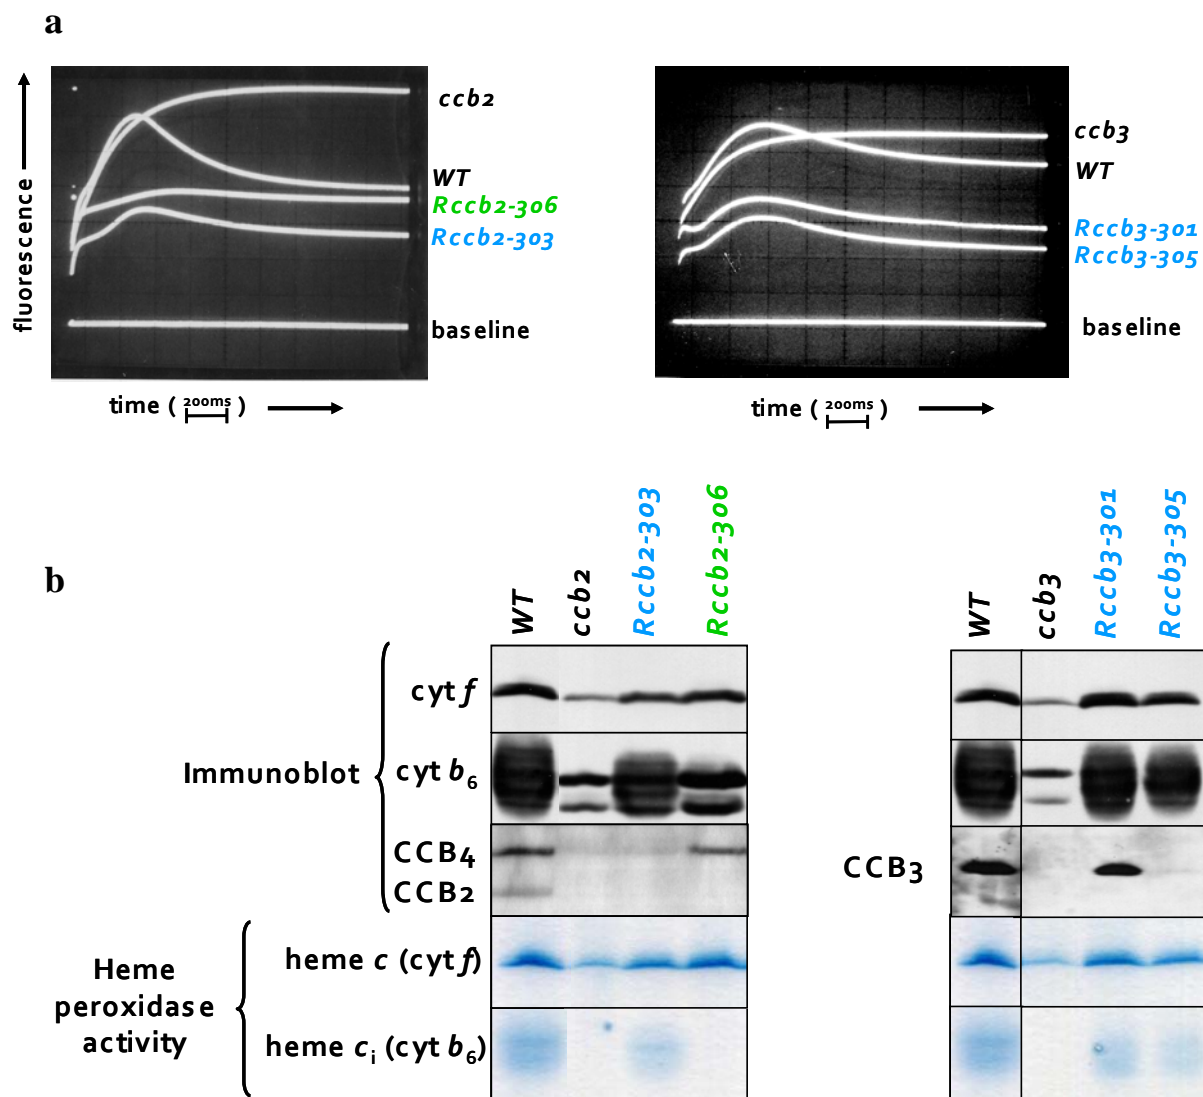 a
fluorescence
ccb2
WT
Rccb2-306
Rccb2-303
baseline
time ( 200ms )
ccb3
WT
Rccb3-301
Rccb3-305
baseline
time ( 200ms )
b
WT
ccb2
Rccb2-303
Rccb2-306
WT
ccb3
Rccb3-301
Rccb3-305
Immunoblot
cyt f
cyt b6
CCB4
CCB2
CCB3
Heme
peroxidase
activity
heme c (cyt f)
heme ci (cyt b6)